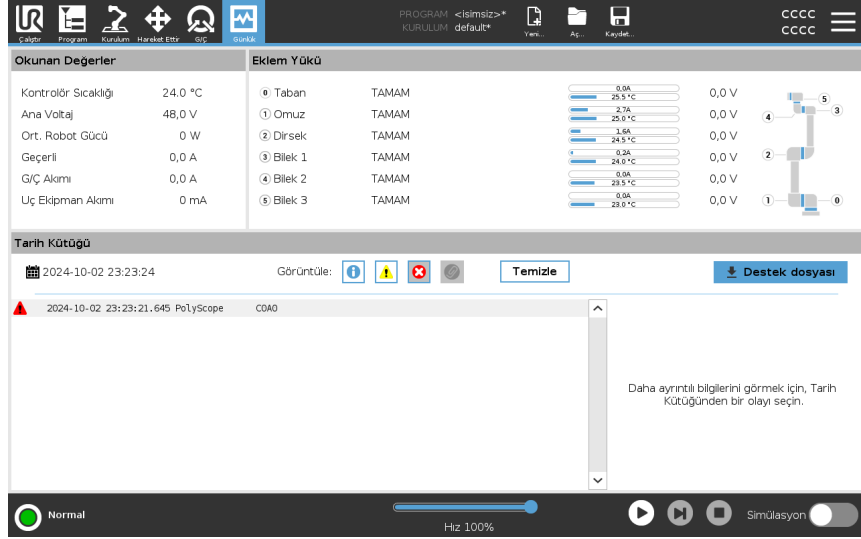 PROGRAM <isimsiz>*
KURULUM default*
CCCC
CCCC
Çalıştır Program Kurulum Hareket Ettir G/Ç Günlük Yeni... Aç... Kaydet...
Okunan Değerler
Eklem Yükü
Kontrolör Sıcaklığı 24.0 °C
Ana Voltaj 48,0 V
Ort. Robot Gücü 0 W
Geçerli 0,0 A
G/Ç Akımı 0,0 A
Uç Ekipman Akımı 0 mA
0 Taban TAMAM 0,0A 25.5 °C 0,0 V
1 Omuz TAMAM 2,7A 25.0 °C 0,0 V
2 Dirsek TAMAM 1,6A 24.5 °C 0,0 V
3 Bilek 1 TAMAM 0,2A 24.0 °C 0,0 V
4 Bilek 2 TAMAM 0,0A 23.5 °C 0,0 V
5 Bilek 3 TAMAM 0,0A 23.0 °C 0,0 V
5
4 3
2
1 0
Tarih Kütüğü
2024-10-02 23:23:24 Görüntüle: Temizle Destek dosyası
2024-10-02 23:23:21.645 PolyScope C0A0
Daha ayrıntılı bilgilerini görmek için, Tarih
Kütüğünden bir olayı seçin.
Normal
Hız 100%
Simülasyon